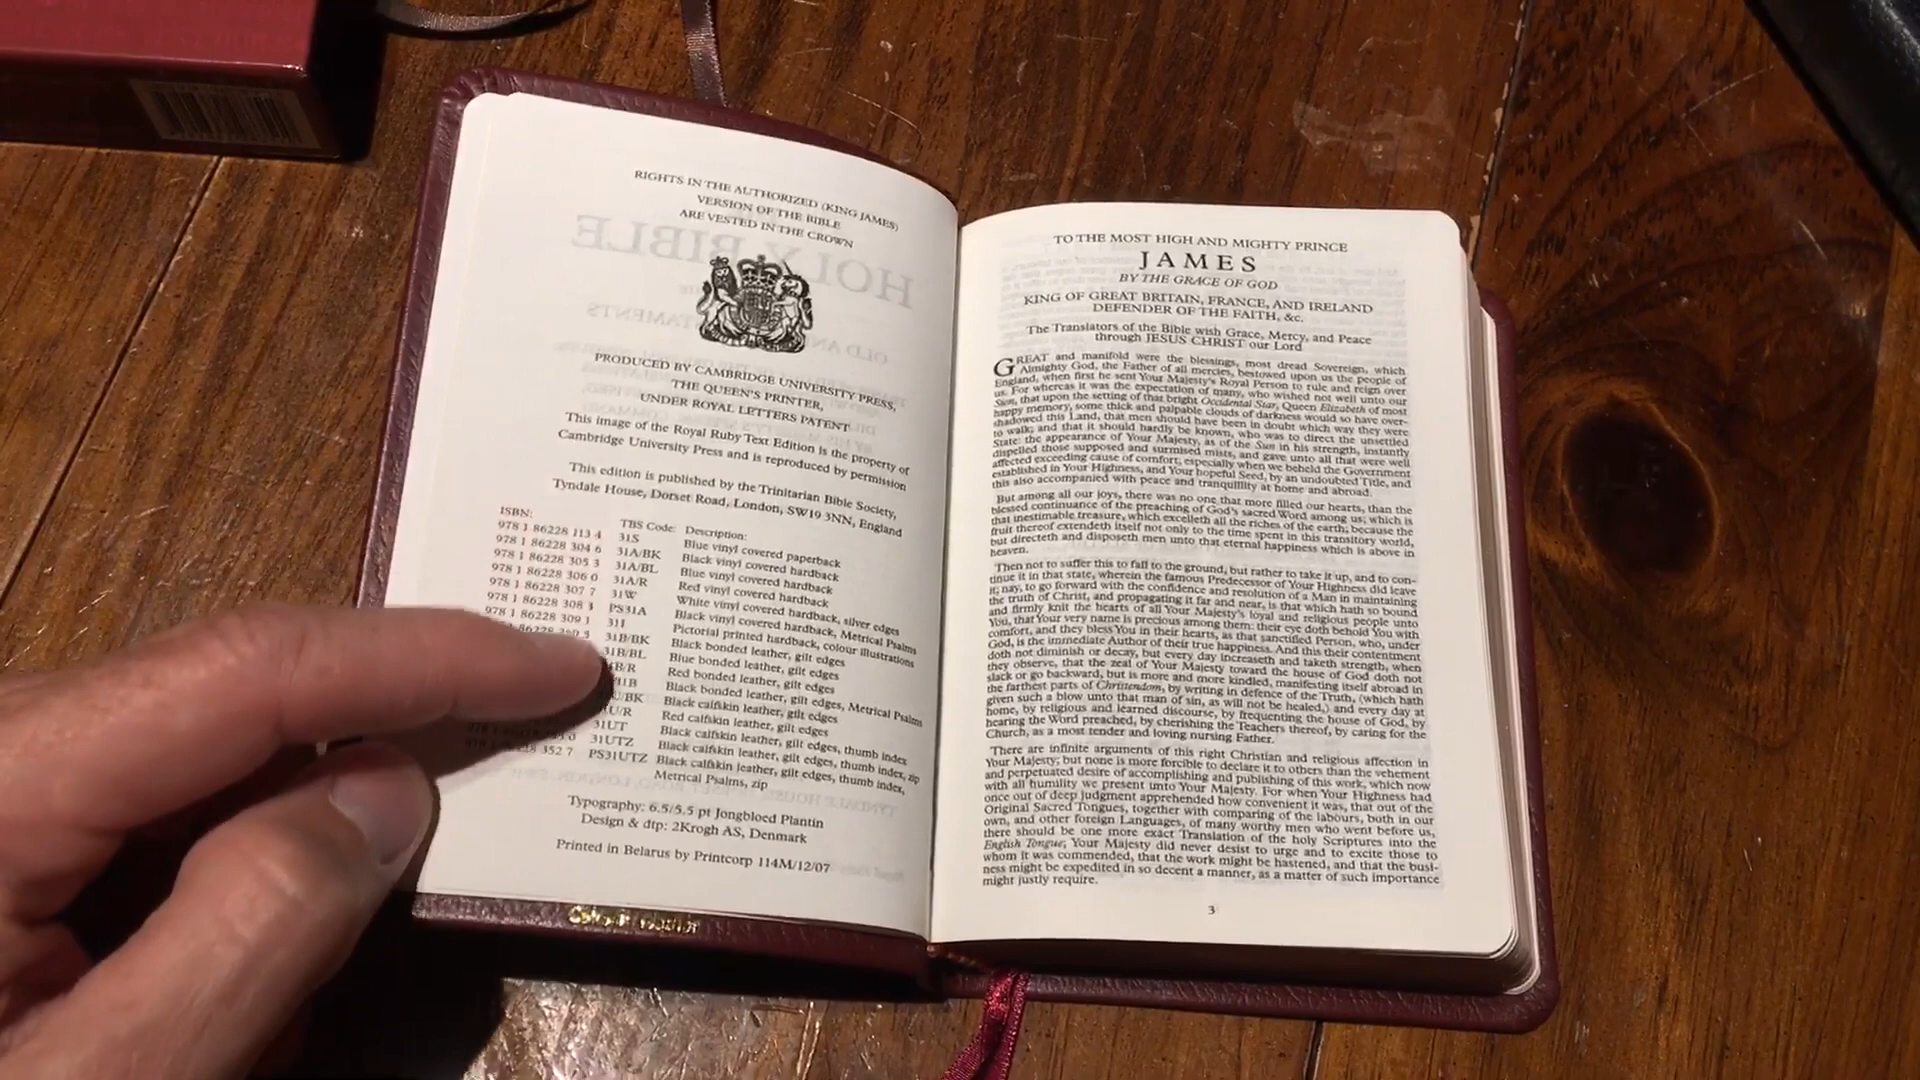 RIGHTS IN THE AUTHORIZED (KING JAMES)
VERSION OF THE BIBLE
ARE VESTED IN THE CROWN
PRODUCED BY CAMBRIDGE UNIVERSITY PRESS,
THE QUEEN'S PRINTER,
UNDER ROYAL LETTERS PATENT
This image of the Royal Ruby Text Edition is the property of
Cambridge University Press and is reproduced by permission
This edition is published by the Trinitarian Bible Society,
Tyndale House, Dorset Road, London, SW19 3NN, England
ISBN: TBS Code: Description:
978 1 86228 113 4 31S Blue vinyl covered paperback
978 1 86228 304 6 31A/BK Black vinyl covered hardback
978 1 86228 305 3 31A/BL Blue vinyl covered hardback
978 1 86228 306 0 31A/R Red vinyl covered hardback
978 1 86228 307 7 31W White vinyl covered hardback, silver edges
978 1 86228 308 4 PS31A Black vinyl covered hardback, Metrical Psalms
978 1 86228 309 1 31I Pictorial printed hardback, colour illustrations
31B/BK Black bonded leather, gilt edges
31B/BL Blue bonded leather, gilt edges
Red bonded leather, gilt edges
Black bonded leather, gilt edges, Metrical Psalms
Black calfskin leather, gilt edges
Red calfskin leather, gilt edges
31UT Black calfskin leather, gilt edges, thumb index
31UTZ Black calfskin leather, gilt edges, thumb index, zip
352 7 PS31UTZ Black calfskin leather, gilt edges, thumb index,
Metrical Psalms, zip
Typography: 6.5/5.5 pt Jongbloed Plantin
Design & dtp: 2Krogh AS, Denmark
Printed in Belarus by Printcorp 114M/12/07
TO THE MOST HIGH AND MIGHTY PRINCE
JAMES
BY THE GRACE OF GOD
KING OF GREAT BRITAIN, FRANCE, AND IRELAND
DEFENDER OF THE FAITH, &c.
The Translators of the Bible wish Grace, Mercy, and Peace
through JESUS CHRIST our Lord
GREAT and manifold were the blessings, most dread Sovereign, which
Almighty God, the Father of all mercies, bestowed upon us the people of
England, when first he sent Your Majesty's Royal Person to rule and reign over
us. For whereas it was the expectation of many, who wished not well unto our
Sion, that upon the setting of that bright Occidental Star, Queen Elizabeth of most
happy memory, some thick and palpable clouds of darkness would so have over-
shadowed this Land, that men should have been in doubt which way they were
to walk; and that it should hardly be known, who was to direct the unsettled
State: the appearance of Your Majesty, as of the Sun in his strength, instantly
dispelled those supposed and surmised mists, and gave unto all that were well
affected exceeding cause of comfort; especially when we beheld the Government
established in Your Highness, and Your hopeful Seed, by an undoubted Title, and
this also accompanied with peace and tranquillity at home and abroad.
But among all our joys, there was no one that more filled our hearts, than the
blessed continuance of the preaching of God's sacred Word among us; which is
that inestimable treasure, which excelleth all the riches of the earth; because the
fruit thereof extendeth itself not only to the time spent in this transitory world,
but directeth and disposeth men unto that eternal happiness which is above in
heaven.
Then not to suffer this to fall to the ground, but rather to take it up, and to con-
tinue it in that state, wherein the famous Predecessor of Your Highness did leave
it; nay, to go forward with the confidence and resolution of a Man in maintaining
the truth of Christ, and propagating it far and near, is that which hath so bound
and firmly knit the hearts of all Your Majesty's loyal and religious people unto
You, that Your very name is precious among them: their eye doth behold You with
comfort, and they bless You in their hearts, as that sanctified Person, who, under
God, is the immediate Author of their true happiness. And this their contentment
doth not diminish or decay, but every day increaseth and taketh strength, when
they observe, that the zeal of Your Majesty toward the house of God doth not
slack or go backward, but is more and more kindled, manifesting itself abroad in
the farthest parts of Christendom, by writing in defence of the Truth, (which hath
given such a blow unto that man of sin, as will not be healed,) and every day at
home, by religious and learned discourse, by frequenting the house of God, by
hearing the Word preached, by cherishing the Teachers thereof, by caring for the
Church, as a most tender and loving nursing Father.
There are infinite arguments of this right Christian and religious affection in
Your Majesty; but none is more forcible to declare it to others than the vehement
and perpetuated desire of accomplishing and publishing of this work, which now
with all humility we present unto Your Majesty. For when Your Highness had
once out of deep judgment apprehended how convenient it was, that out of the
Original Sacred Tongues, together with comparing of the labours, both in our
own, and other foreign Languages, of many worthy men who went before us,
there should be one more exact Translation of the holy Scriptures into the
English Tongue; Your Majesty did never desist to urge and to excite those to
whom it was commended, that the work might be hastened, and that the busi-
ness might be expedited in so decent a manner, as a matter of such importance
might justly require.
3